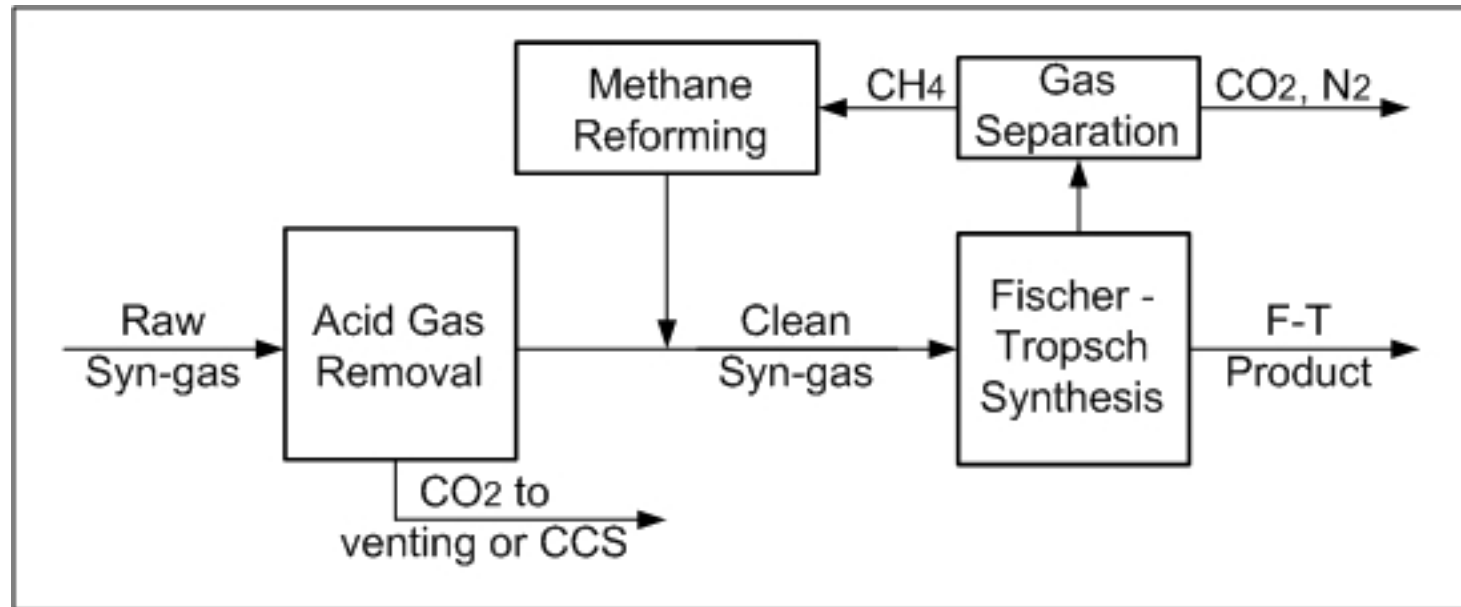 Methane
Reforming
CH4
Gas
Separation
CO2, N2
Raw
Syn-gas
Acid Gas
Removal
Clean
Syn-gas
Fischer -
Tropsch
Synthesis
F-T
Product
CO2 to
venting or CCS